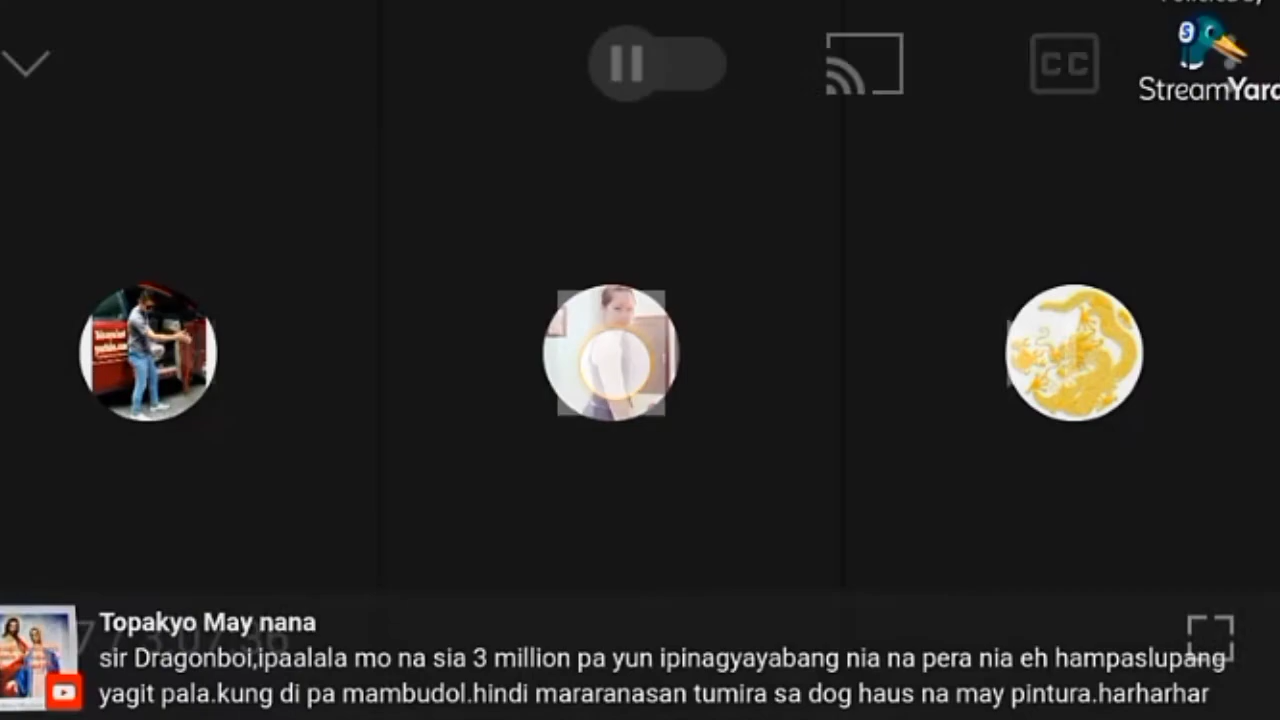 CC
StreamYard
Topakyo May nana
sir Dragonboi,ipaalala mo na sia 3 million pa yun ipinagyayabang nia na pera nia eh hampaslupang
yagit pala.kung di pa mambudol.hindi mararanasan tumira sa dog haus na may pintura.harharhar